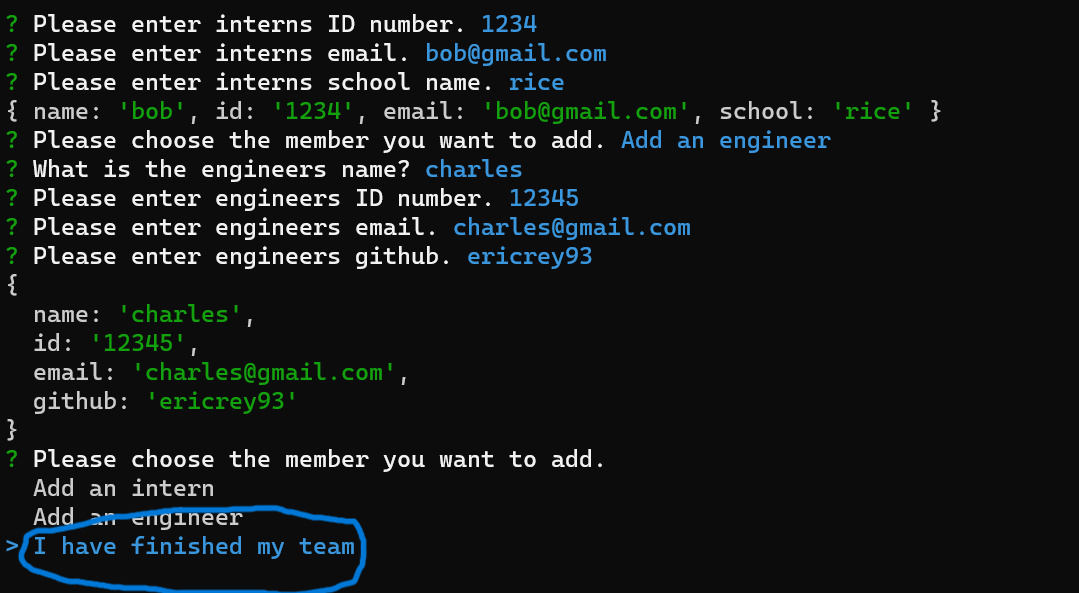 ? Please enter interns ID number. 1234
? Please enter interns email. bob@gmail.com
? Please enter interns school name. rice
{ name: 'bob', id: '1234', email: 'bob@gmail.com', school: 'rice' }
? Please choose the member you want to add. Add an engineer
? What is the engineers name? charles
? Please enter engineers ID number. 12345
? Please enter engineers email. charles@gmail.com
? Please enter engineers github. ericrey93
{
  name: 'charles',
  id: '12345',
  email: 'charles@gmail.com',
  github: 'ericrey93'
}
? Please choose the member you want to add.
  Add an intern
  Add an engineer
> I have finished my team